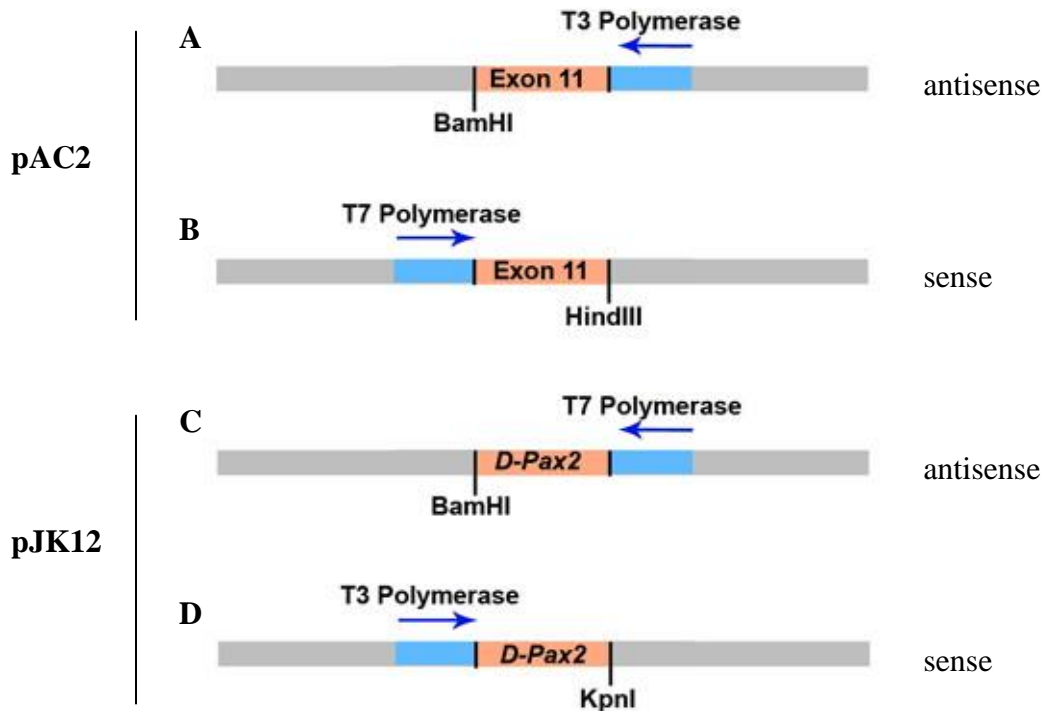 A
T3 Polymerase
Exon 11
antisense
BamHI
pAC2
B
T7 Polymerase
Exon 11
sense
HindIII
C
T7 Polymerase
D-Pax2
antisense
BamHI
pJK12
D
T3 Polymerase
D-Pax2
sense
KpnI